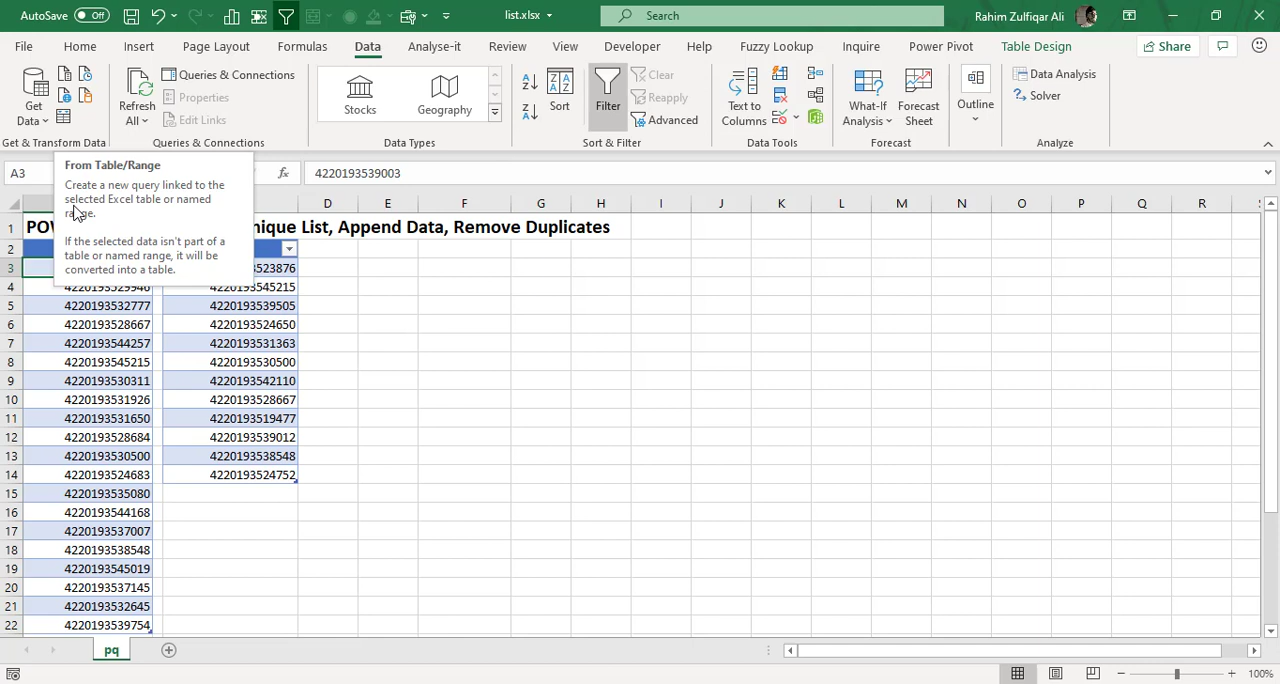 AutoSave Off list.xlsx Search Rahim Zulfiqar Ali
File Home Insert Page Layout Formulas Data Analyse-it Review View Developer Help Fuzzy Lookup Inquire Power Pivot Table Design Share
Get Data
Refresh All
Queries & Connections
Properties
Edit Links
Stocks
Geography
Sort
Filter
Clear
Reapply
Advanced
Text to Columns
What-If Analysis
Forecast Sheet
Outline
Data Analysis
Solver
Get & Transform Data Queries & Connections Data Types Sort & Filter Data Tools Forecast Analyze
A3 fx 4220193539003
From Table/Range
Create a new query linked to the
selected Excel table or named
range.
If the selected data isn't part of a
table or named range, it will be
converted into a table.
D E F G H I J K L M N O P Q R
1 POW nique List, Append Data, Remove Duplicates
2
3 3523876
4 4220193529946 4220193545215
5 4220193532777 4220193539505
6 4220193528667 4220193524650
7 4220193544257 4220193531363
8 4220193545215 4220193530500
9 4220193530311 4220193542110
10 4220193531926 4220193528667
11 4220193531650 4220193519477
12 4220193528684 4220193539012
13 4220193530500 4220193538548
14 4220193524683 4220193524752
15 4220193535080
16 4220193544168
17 4220193537007
18 4220193538548
19 4220193545019
20 4220193537145
21 4220193532645
22 4220193539754
pq
100%